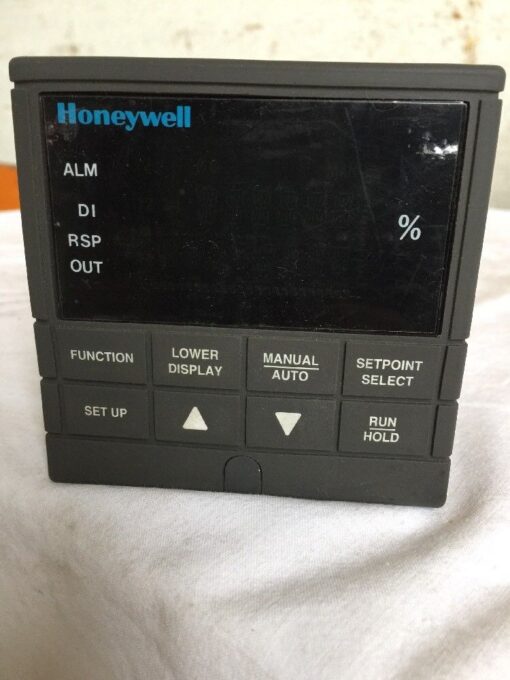 Honeywell
ALM
DI
RSP
OUT
%
FUNCTION
LOWER
DISPLAY
MANUAL
AUTO
SETPOINT
SELECT
SET UP
RUN
HOLD